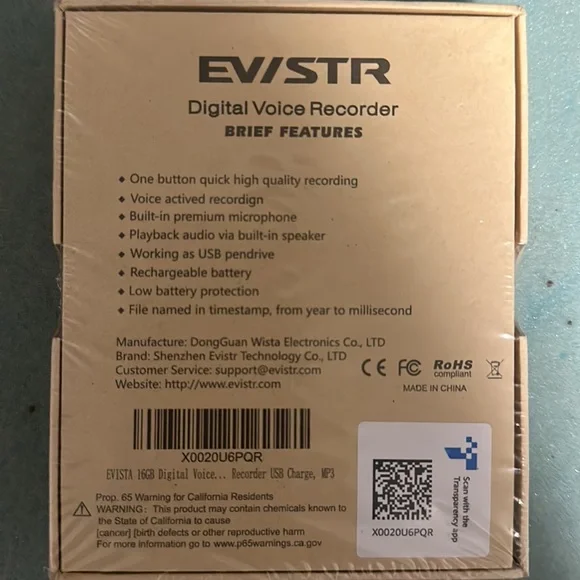 EVISTR
Digital Voice Recorder
BRIEF FEATURES
◆ One button quick high quality recording
◆ Voice actived recordign
◆ Built-in premium microphone
◆ Playback audio via built-in speaker
◆ Working as USB pendrive
◆ Rechargeable battery
◆ Low battery protection
◆ File named in timestamp, from year to millisecond
Manufacture: DongGuan Wista Electronics Co., LTD
Brand: Shenzhen Evistr Technology Co., LTD
Customer Service: support@evistr.com
Website: http://www.evistr.com
CE FC RoHS
compliant
MADE IN CHINA
X0020U6PQR
EVISTA 16GB Digital Voice... Recorder USB Charge, MP3
Prop. 65 Warning for California Residents
WARNING: This product may contain chemicals known to
the State of California to cause
[cancer] [birth defects or other reproductive harm
For more information go to www.p65warnings.ca.gov
X0020U6PQR
Scan with the
Transparency app